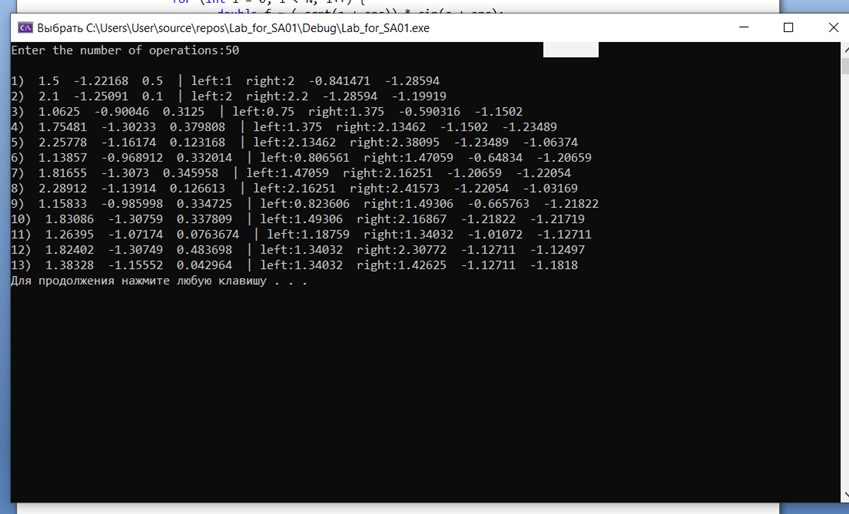 Выбрать C:\Users\User\source\repos\Lab_for_SA01\Debug\Lab_for_SA01.exe
Enter the number of operations:50
1) 1.5 -1.22168 0.5 | left:1 right:2 -0.841471 -1.28594
2) 2.1 -1.25091 0.1 | left:2 right:2.2 -1.28594 -1.19919
3) 1.0625 -0.90046 0.3125 | left:0.75 right:1.375 -0.590316 -1.1502
4) 1.75481 -1.30233 0.379808 | left:1.375 right:2.13462 -1.1502 -1.23489
5) 2.25778 -1.16174 0.123168 | left:2.13462 right:2.38095 -1.23489 -1.06374
6) 1.13857 -0.968912 0.332014 | left:0.806561 right:1.47059 -0.64834 -1.20659
7) 1.81655 -1.3073 0.345958 | left:1.47059 right:2.16251 -1.20659 -1.22054
8) 2.28912 -1.13914 0.126613 | left:2.16251 right:2.41573 -1.22054 -1.03169
9) 1.15833 -0.985998 0.334725 | left:0.823606 right:1.49306 -0.665763 -1.21822
10) 1.83086 -1.30759 0.337809 | left:1.49306 right:2.16867 -1.21822 -1.21719
11) 1.26395 -1.07174 0.0763674 | left:1.18759 right:1.34032 -1.01072 -1.12711
12) 1.82402 -1.30749 0.483698 | left:1.34032 right:2.30772 -1.12711 -1.12497
13) 1.38328 -1.15552 0.042964 | left:1.34032 right:1.42625 -1.12711 -1.1818
Для продолжения нажмите любую клавишу . . .